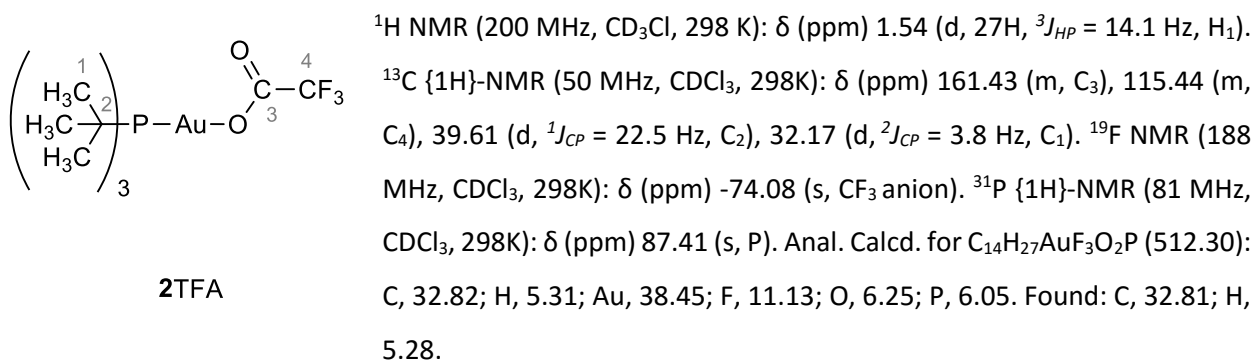 ¹H NMR (200 MHz, CD₃Cl, 298 K): δ (ppm) 1.54 (d, 27H, ³J_HP = 14.1 Hz, H₁).
¹³C {1H}-NMR (50 MHz, CDCl₃, 298K): δ (ppm) 161.43 (m, C₃), 115.44 (m,
C₄), 39.61 (d, ¹J_CP = 22.5 Hz, C₂), 32.17 (d, ²J_CP = 3.8 Hz, C₁). ¹⁹F NMR (188
MHz, CDCl₃, 298K): δ (ppm) -74.08 (s, CF₃ anion). ³¹P {1H}-NMR (81 MHz,
CDCl₃, 298K): δ (ppm) 87.41 (s, P). Anal. Calcd. for C₁₄H₂₇AuF₃O₂P (512.30):
C, 32.82; H, 5.31; Au, 38.45; F, 11.13; O, 6.25; P, 6.05. Found: C, 32.81; H,
5.28.
O 4
1
H₃C 2 C CF₃
H₃C P Au O 3
H₃C
3
2TFA